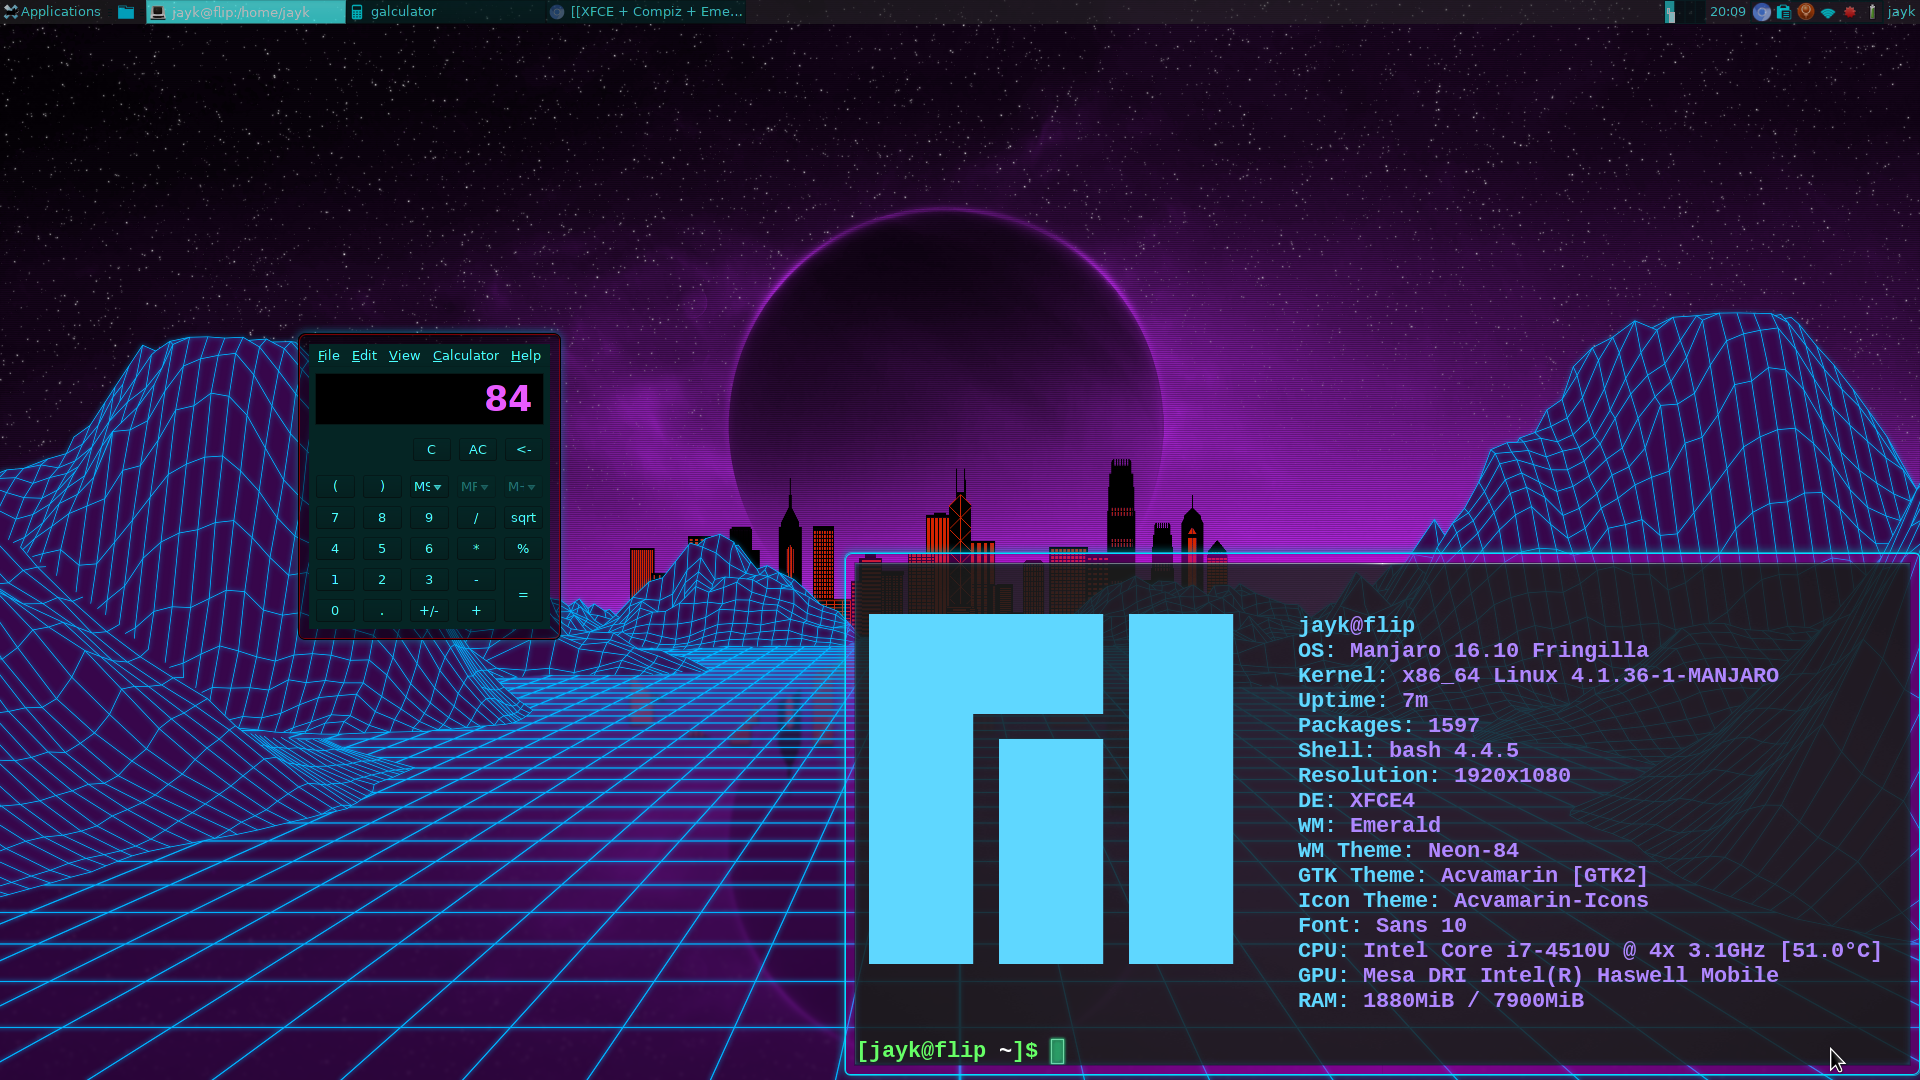 Applications
jayk@flip:/home/jayk
galculator
[[XFCE + Compiz + Eme...
20:09
jayk
File Edit View Calculator Help
84
C AC <-
( ) MS M-
7 8 9 / sqrt
4 5 6 * %
1 2 3 -
=
0 . +/- +
jayk@flip
OS: Manjaro 16.10 Fringilla
Kernel: x86_64 Linux 4.1.36-1-MANJARO
Uptime: 7m
Packages: 1597
Shell: bash 4.4.5
Resolution: 1920x1080
DE: XFCE4
WM: Emerald
WM Theme: Neon-84
GTK Theme: Acvamarin [GTK2]
Icon Theme: Acvamarin-Icons
Font: Sans 10
CPU: Intel Core i7-4510U @ 4x 3.1GHz [51.0°C]
GPU: Mesa DRI Intel(R) Haswell Mobile
RAM: 1880MiB / 7900MiB
[jayk@flip ~]$